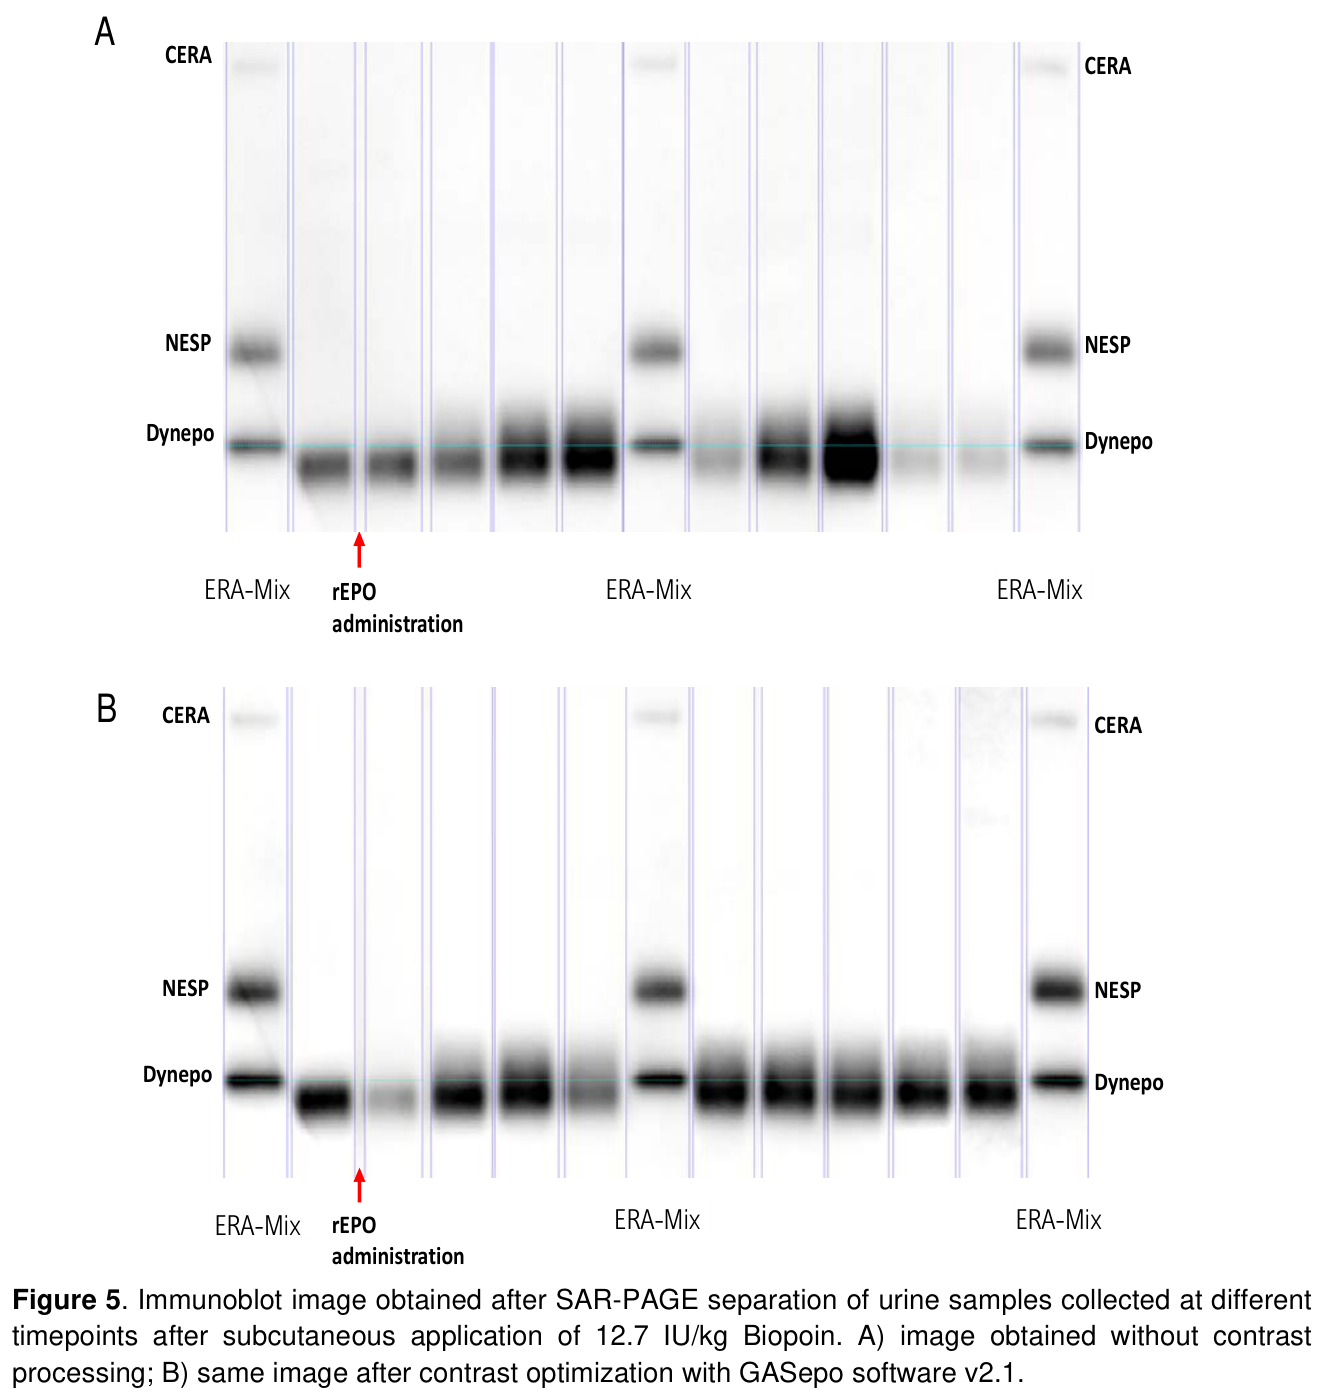 A
CERA
CERA
NESP
NESP
Dynepo
Dynepo
ERA-Mix
rEPO
administration
ERA-Mix
ERA-Mix
B
CERA
CERA
NESP
NESP
Dynepo
Dynepo
ERA-Mix
rEPO
administration
ERA-Mix
ERA-Mix
Figure 5. Immunoblot image obtained after SAR-PAGE separation of urine samples collected at different
timepoints after subcutaneous application of 12.7 IU/kg Biopoin. A) image obtained without contrast
processing; B) same image after contrast optimization with GASepo software v2.1.